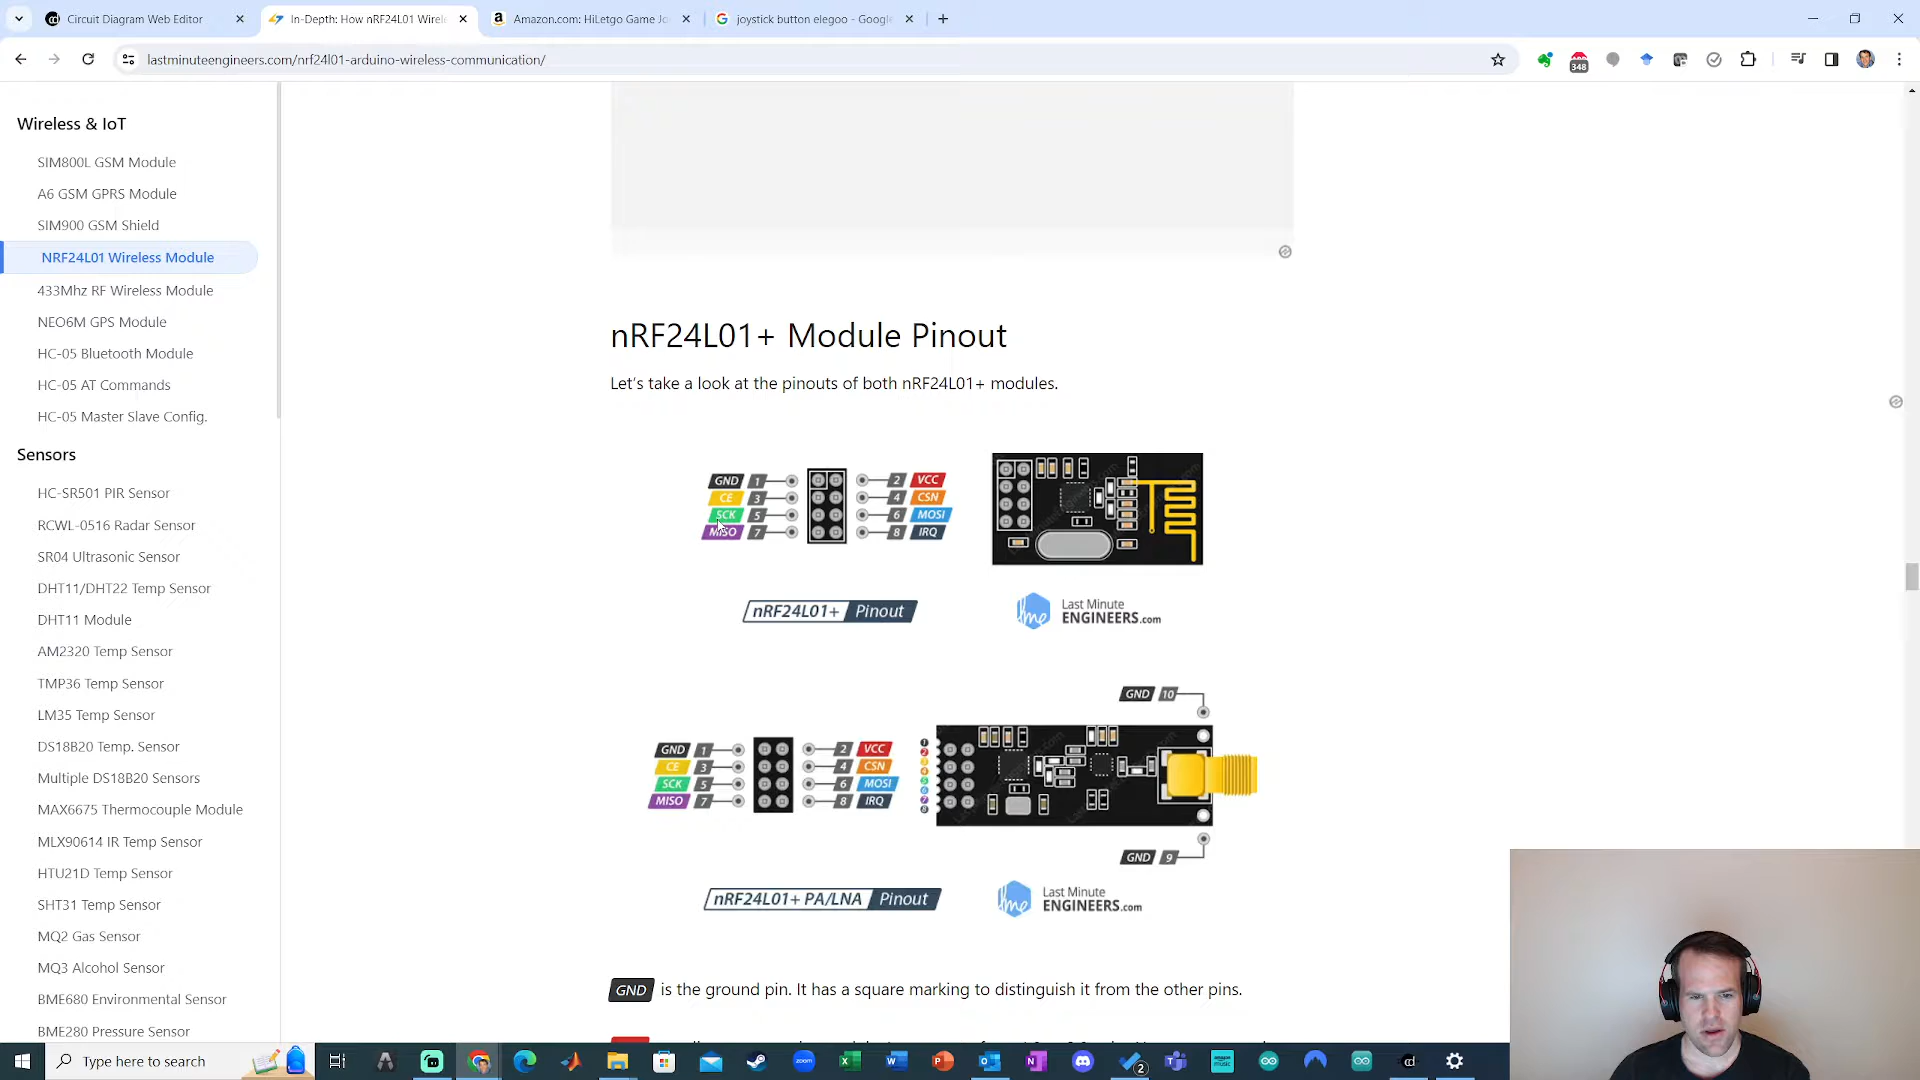 Circuit Diagram Web Editor
In-Depth: How nRF24L01 Wirele
Amazon.com: HiLetgo Game Jo
joystick button elegoo - Google
lastminuteengineers.com/nrf24l01-arduino-wireless-communication/
348
Wireless & IoT
SIM800L GSM Module
A6 GSM GPRS Module
SIM900 GSM Shield
NRF24L01 Wireless Module
433Mhz RF Wireless Module
NEO6M GPS Module
HC-05 Bluetooth Module
HC-05 AT Commands
HC-05 Master Slave Config.
Sensors
HC-SR501 PIR Sensor
RCWL-0516 Radar Sensor
SR04 Ultrasonic Sensor
DHT11/DHT22 Temp Sensor
DHT11 Module
AM2320 Temp Sensor
TMP36 Temp Sensor
LM35 Temp Sensor
DS18B20 Temp. Sensor
Multiple DS18B20 Sensors
MAX6675 Thermocouple Module
MLX90614 IR Temp Sensor
HTU21D Temp Sensor
SHT31 Temp Sensor
MQ2 Gas Sensor
MQ3 Alcohol Sensor
BME680 Environmental Sensor
BME280 Pressure Sensor
nRF24L01+ Module Pinout
Let's take a look at the pinouts of both nRF24L01+ modules.
GND 1 2 VCC
CE 3 4 CSN
SCK 5 6 MOSI
MISO 7 8 IRQ
nRF24L01+ Pinout
Last Minute
ENGINEERS.com
GND 10
GND 1 2 VCC
CE 3 4 CSN
SCK 5 6 MOSI
MISO 7 8 IRQ
GND 9
nRF24L01+ PA/LNA Pinout
Last Minute
ENGINEERS.com
GND is the ground pin. It has a square marking to distinguish it from the other pins.
Type here to search
zoom
2